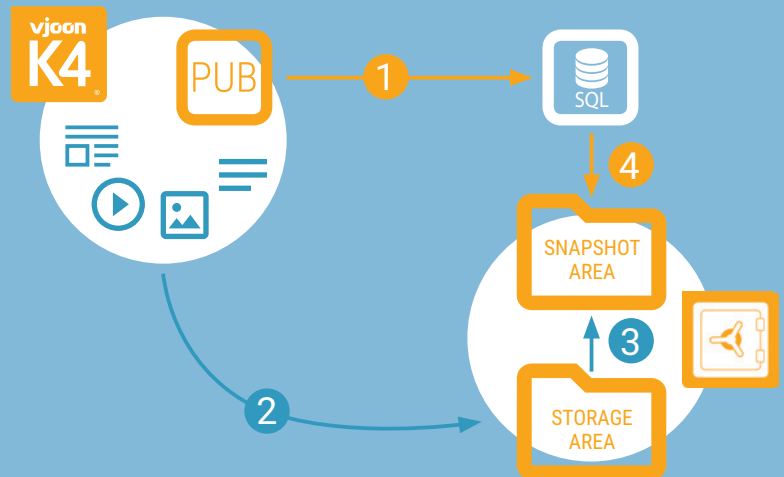 vjoon
K4®
PUB
1
SQL
4
SNAPSHOT
AREA
3
2
STORAGE
AREA